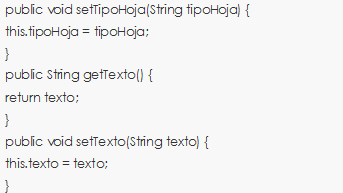 public void setTipoHoja(String tipoHoja) {
this.tipoHoja = tipoHoja;
}
public String getTexto() {
return texto;
}
public void setTexto(String texto) {
this.texto = texto;
}